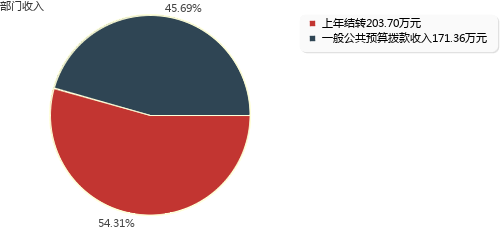 部门收入
45.69%
上年结转203.70万元
一般公共预算拨款收入171.36万元
54.31%